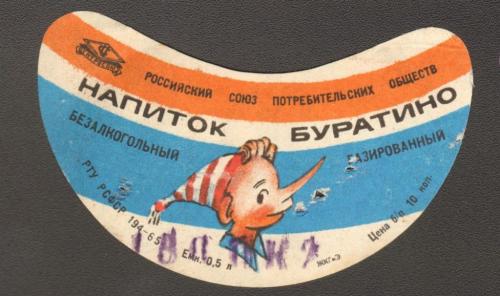 РОССИЙСКИЙ СОЮЗ ПОТРЕБИТЕЛЬСКИХ ОБЩЕСТВ
НАПИТОК БУРАТИНО
БЕЗАЛКОГОЛЬНЫЙ ГАЗИРОВАННЫЙ
РТУ РСФСР 194-65
Емк. 0,5 л
Цена б/п 10 коп.